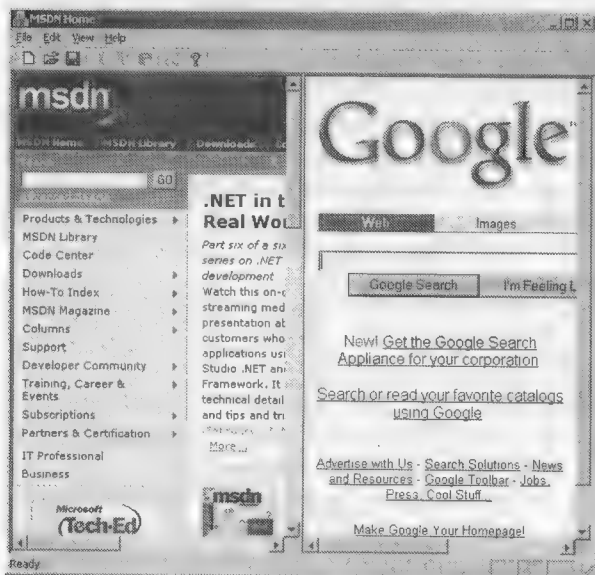 MSDN Home
File Edit View Help
msdn
MSDN Home MSDN Library Downloads
GO
Products & Technologies
MSDN Library
Code Center
Downloads
How-To Index
MSDN Magazine
Columns
Support
Developer Community
Training, Career &
Events
Subscriptions
Partners & Certification
IT Professional
Business
Microsoft
Tech·Ed
.NET in t
Real Wor
Part six of a six
series on .NET
development
Watch this on-c
streaming med
presentation ab
customers who
applications usi
Studio .NET an
Framework. It
technical detail
and tips and tri
More...
msdn
Google
Web Images
Google Search I'm Feeling L
New! Get the Google Search
Appliance for your corporation
Search or read your favorite catalogs
using Google
Advertise with Us - Search Solutions - News
and Resources - Google Toolbar - Jobs,
Press, Cool Stuff...
Make Google Your Homepage!
Ready